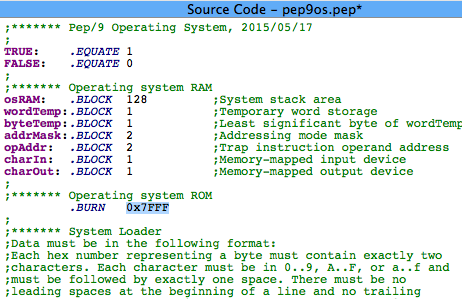 Source Code - pep9os.pep*
;******* Pep/9 Operating System, 2015/05/17
;
TRUE:    .EQUATE 1
FALSE:   .EQUATE 0
;
;******* Operating system RAM
osRAM:   .BLOCK  128         ;System stack area
wordTemp:.BLOCK  1           ;Temporary word storage
byteTemp:.BLOCK  1           ;Least significant byte of wordTemp
addrMask:.BLOCK  2           ;Addressing mode mask
opAddr:  .BLOCK  2           ;Trap instruction operand address
charIn:  .BLOCK  1           ;Memory-mapped input device
charOut: .BLOCK  1           ;Memory-mapped output device
;
;******* Operating system ROM
         .BURN   0x7FFF
;
;******* System Loader
;Data must be in the following format:
;Each hex number representing a byte must contain exactly two
;characters. Each character must be in 0..9, A..F, or a..f and
;must be followed by exactly one space. There must be no
;leading spaces at the beginning of a line and no trailing